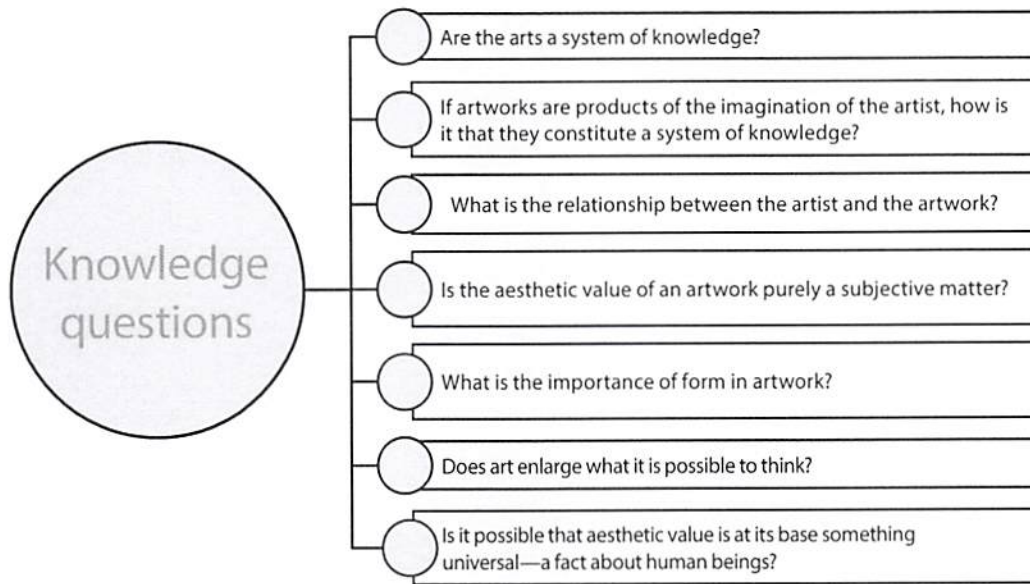 Knowledge
questions
Are the arts a system of knowledge?
If artworks are products of the imagination of the artist, how is
it that they constitute a system of knowledge?
What is the relationship between the artist and the artwork?
Is the aesthetic value of an artwork purely a subjective matter?
What is the importance of form in artwork?
Does art enlarge what it is possible to think?
Is it possible that aesthetic value is at its base something
universal—a fact about human beings?